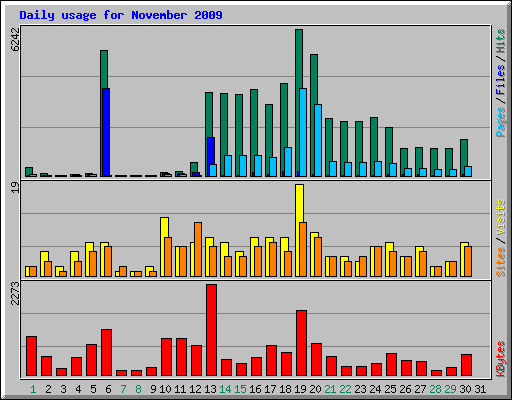 Daily usage for November 2009
6242
19
2273
Pages / Files / Hits
Sites / Visits
KBytes
1 2 3 4 5 6 7 8 9 10 11 12 13 14 15 16 17 18 19 20 21 22 23 24 25 26 27 28 29 30 31